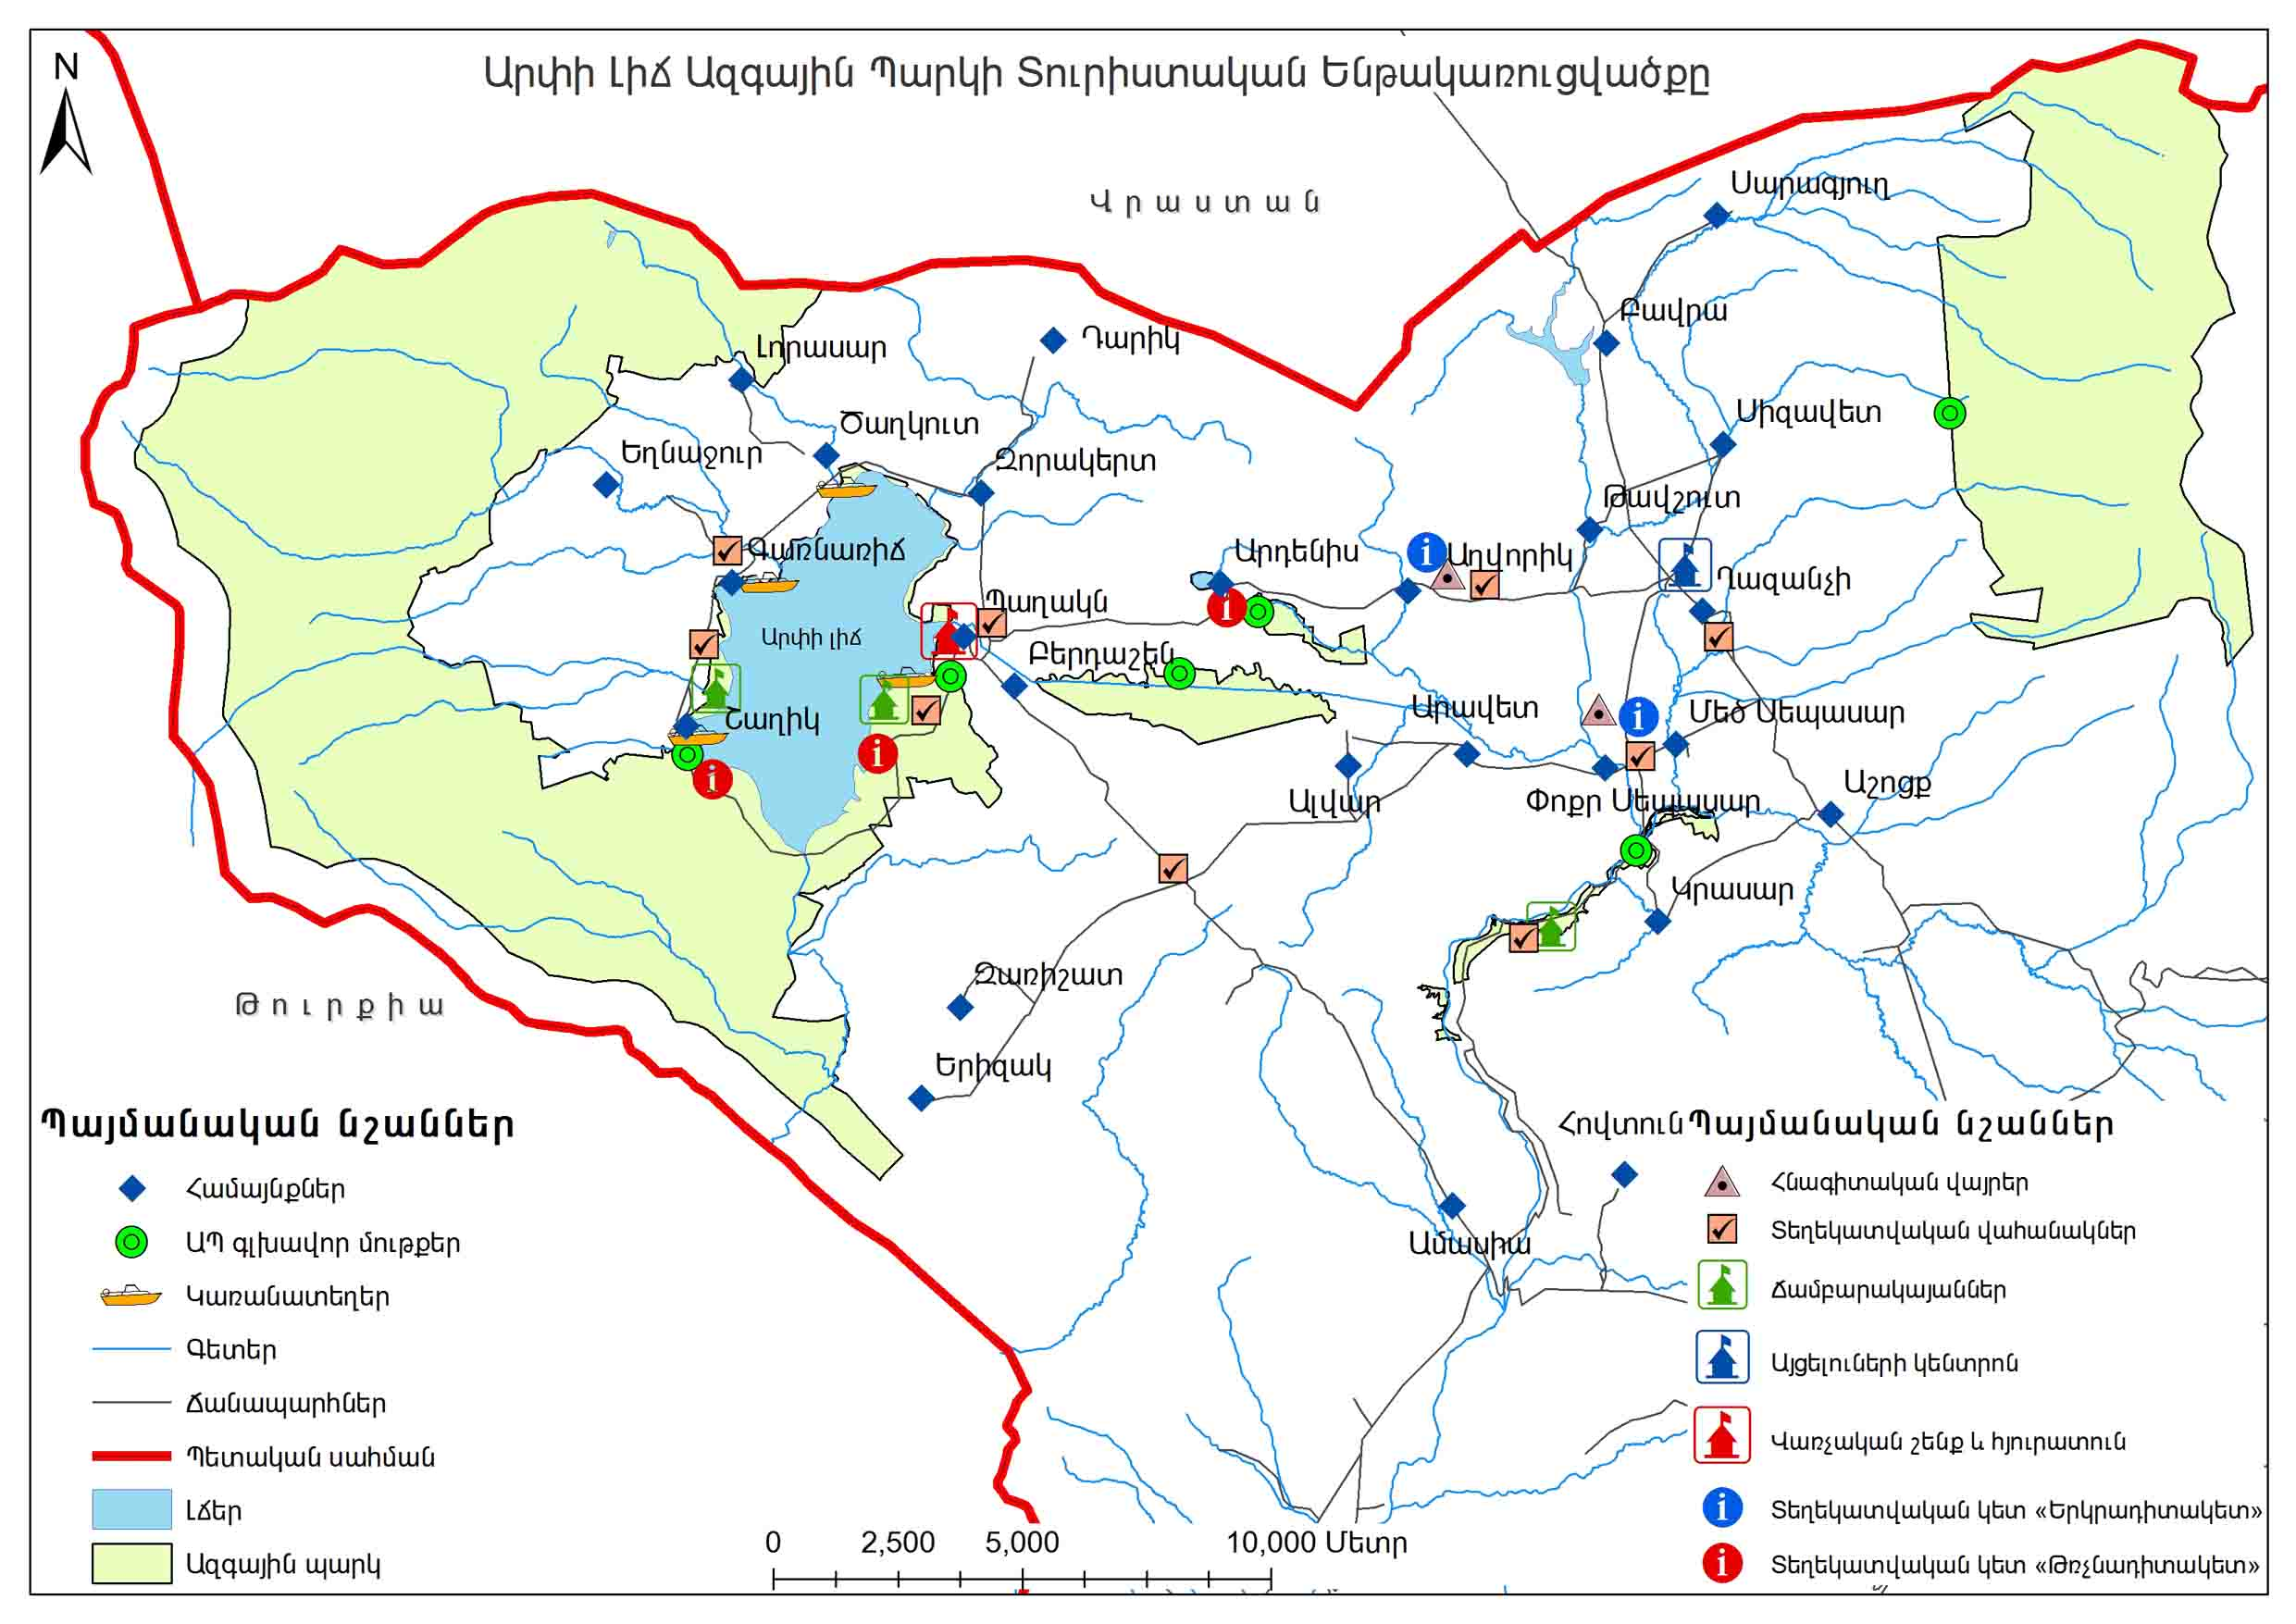 Արփի Լիճ Ազգային Պարկի Տուրիստական Ենթակառուցվածքը
N
Վրաստան
Սարագյուղ
Բավրա
Դարիկ
Լորասար
Սիզավետ
Ծաղկուտ
Եղնաջուր
Զորակերտ
Թավշուտ
Գառնառիճ
Արդենիս
Աղվորիկ
Ղազանչի
Պաղակն
Արփի լիճ
Բերդաշեն
Շաղիկ
Արավետ
Մեծ Սեպասար
Աշոցք
Ալվար
Փոքր Սեպասար
Կրասար
Զառիշատ
Թուրքիա
Երիզակ
Հովտուն
Ամասիա
Պայմանական նշաններ
Համայնքներ
ԱՊ գլխավոր մուտքեր
Կառանատեղեր
Գետեր
Ճանապարհներ
Պետական սահման
Լճեր
Ազգային պարկ
Պայմանական նշաններ
Հնագիտական վայրեր
Տեղեկատվական վահանակներ
Ճամբարակայաններ
Այցելուների կենտրոն
Վառչական շենք և հյուրատուն
Տեղեկատվական կետ «Երկրադիտակետ»
Տեղեկատվական կետ «Թռչնադիտակետ»
0 2,500 5,000 10,000 Մետր